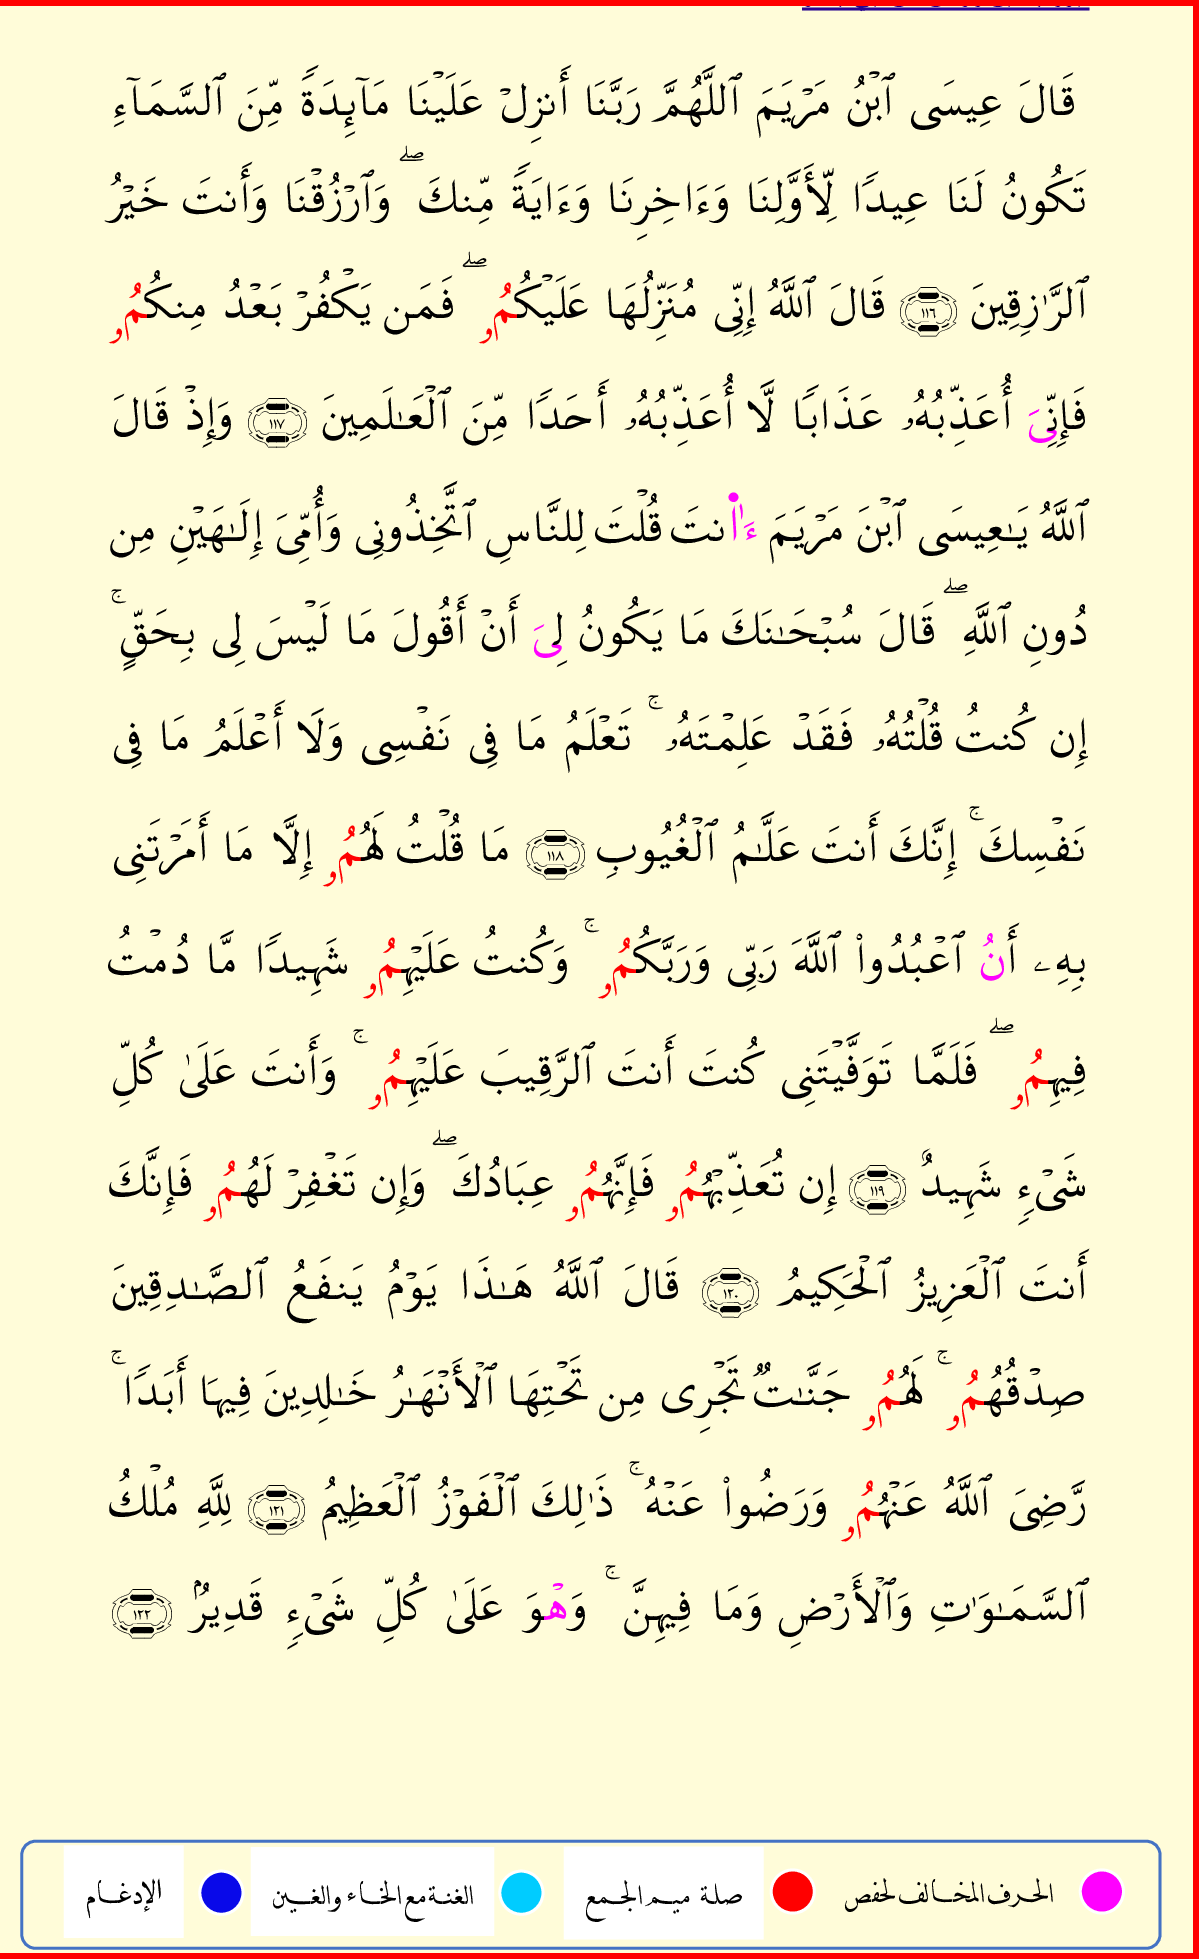 قَالَ عِيسَى ٱبْنُ مَرْيَمَ ٱللَّهُمَّ رَبَّنَا أَنزِلْ عَلَيْنَا مَآئِدَةً مِّنَ ٱلسَّمَآءِ
تَكُونُ لَنَا عِيدًا لِّأَوَّلِنَا وَءَاخِرِنَا وَءَايَةً مِّنكَ ۖ وَٱرْزُقْنَا وَأَنتَ خَيْرُ
ٱلرَّٰزِقِينَ ١١٦ قَالَ ٱللَّهُ إِنِّى مُنَزِّلُهَا عَلَيْكُمُۥ ۖ فَمَن يَكْفُرْ بَعْدُ مِنكُمُۥ
فَإِنِّىَ أُعَذِّبُهُۥ عَذَابًا لَّا أُعَذِّبُهُۥ أَحَدًا مِّنَ ٱلْعَٰلَمِينَ ١١٧ وَإِذْ قَالَ
ٱللَّهُ يَٰعِيسَى ٱبْنَ مَرْيَمَ ءَا۬نتَ قُلْتَ لِلنَّاسِ ٱتَّخِذُونِى وَأُمِّىَ إِلَٰهَيْنِ مِن
دُونِ ٱللَّهِ ۖ قَالَ سُبْحَٰنَكَ مَا يَكُونُ لِىَ أَنْ أَقُولَ مَا لَيْسَ لِى بِحَقٍّ ۚ
إِن كُنتُ قُلْتُهُۥ فَقَدْ عَلِمْتَهُۥ ۚ تَعْلَمُ مَا فِى نَفْسِى وَلَا أَعْلَمُ مَا فِى
نَفْسِكَ ۚ إِنَّكَ أَنتَ عَلَّٰمُ ٱلْغُيُوبِ ١١٨ مَا قُلْتُ لَهُمُۥ إِلَّا مَا أَمَرْتَنِى
بِهِۦ أَنُ ٱعْبُدُوا۟ ٱللَّهَ رَبِّى وَرَبَّكُمُۥ ۚ وَكُنتُ عَلَيْهِمُۥ شَهِيدًا مَّا دُمْتُ
فِيهِمُۥ ۖ فَلَمَّا تَوَفَّيْتَنِى كُنتَ أَنتَ ٱلرَّقِيبَ عَلَيْهِمُۥ ۚ وَأَنتَ عَلَىٰ كُلِّ
شَىْءٍ شَهِيدٌ ١١٩ إِن تُعَذِّبْهُمُۥ فَإِنَّهُمُۥ عِبَادُكَ ۖ وَإِن تَغْفِرْ لَهُمُۥ فَإِنَّكَ
أَنتَ ٱلْعَزِيزُ ٱلْحَكِيمُ ١٢٠ قَالَ ٱللَّهُ هَٰذَا يَوْمُ يَنفَعُ ٱلصَّٰدِقِينَ
صِدْقُهُمُۥ ۚ لَهُمُۥ جَنَّٰتٌ تَجْرِى مِن تَحْتِهَا ٱلْأَنْهَٰرُ خَٰلِدِينَ فِيهَا أَبَدًا ۚ
رَّضِىَ ٱللَّهُ عَنْهُمُۥ وَرَضُوا۟ عَنْهُ ۚ ذَٰلِكَ ٱلْفَوْزُ ٱلْعَظِيمُ ١٢١ لِلَّهِ مُلْكُ
ٱلسَّمَٰوَٰتِ وَٱلْأَرْضِ وَمَا فِيهِنَّ ۚ وَهْوَ عَلَىٰ كُلِّ شَىْءٍ قَدِيرٌۢ ١٢٢
الحرف المخالف لحفص
صلة ميم الجمع
الغنة مع الخاء والغين
الإدغام